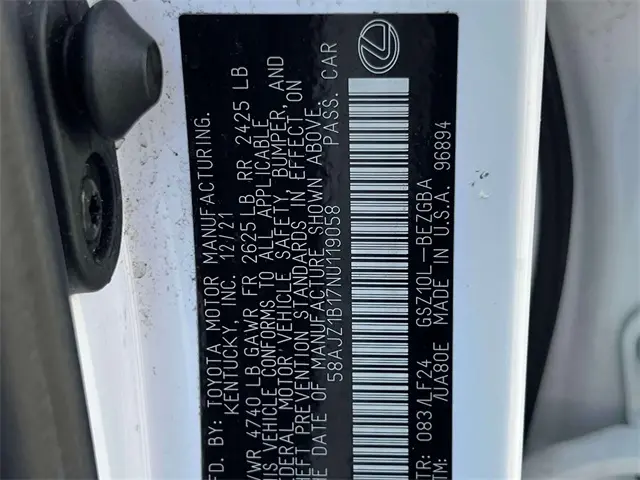 MFD. BY: TOYOTA MOTOR MANUFACTURING.
KENTUCKY, INC. 12/21
GVWR 4740 LB GAWR FR 2625 LB RR 2425 LB
THIS VEHICLE CONFORMS TO ALL APPLICABLE
FEDERAL MOTOR VEHICLE SAFETY, BUMPER, AND
THEFT PREVENTION STANDARDS IN EFFECT ON
THE DATE OF MANUFACTURE SHOWN ABOVE.
58AJZ1B17NU119058 PASS. CAR
C/TR: 083/LF24 GSZ10L-BEZGBA
A/TM: /UA80E MADE IN U.S.A. 96894